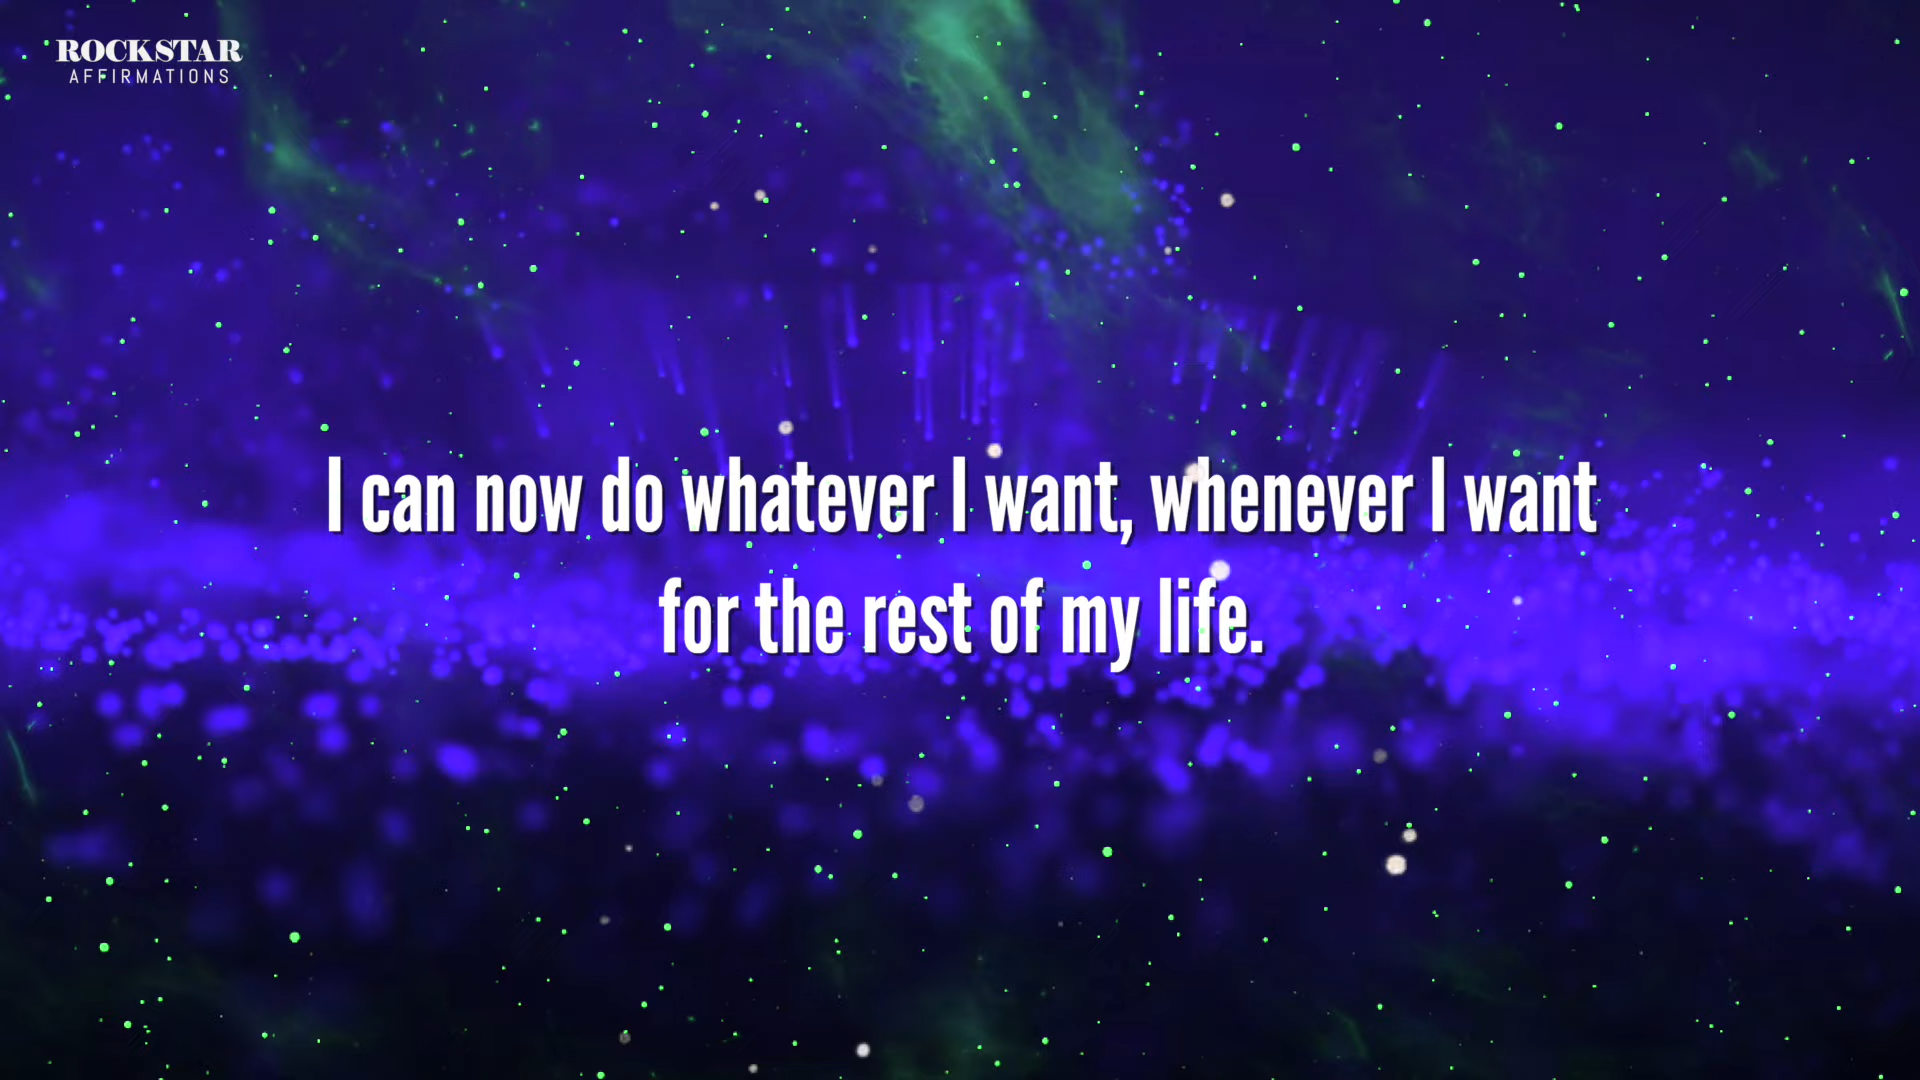 ROCKSTAR
AFFIRMATIONS
I can now do whatever I want, whenever I want
for the rest of my life.